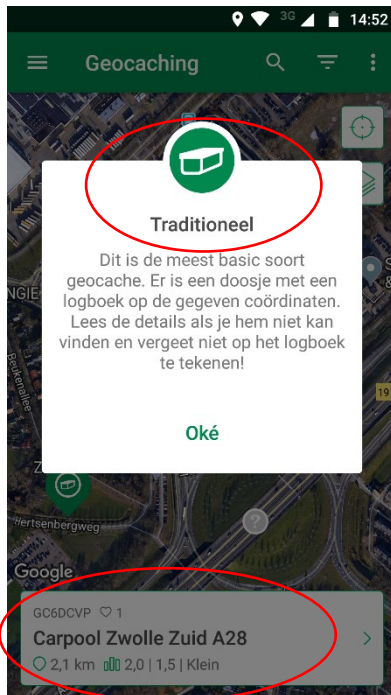 3G 14:52
Geocaching
Traditioneel
Dit is de meest basic soort
geocache. Er is een doosje met een
logboek op de gegeven coördinaten.
Lees de details als je hem niet kan
vinden en vergeet niet op het logboek
te tekenen!
Oké
NGIE
S
&
19
Beukenallee
Z
Hertsenbergweg
?
Google
GC6DCVP 1
Carpool Zwolle Zuid A28
2,1 km 2,0 | 1,5 | Klein